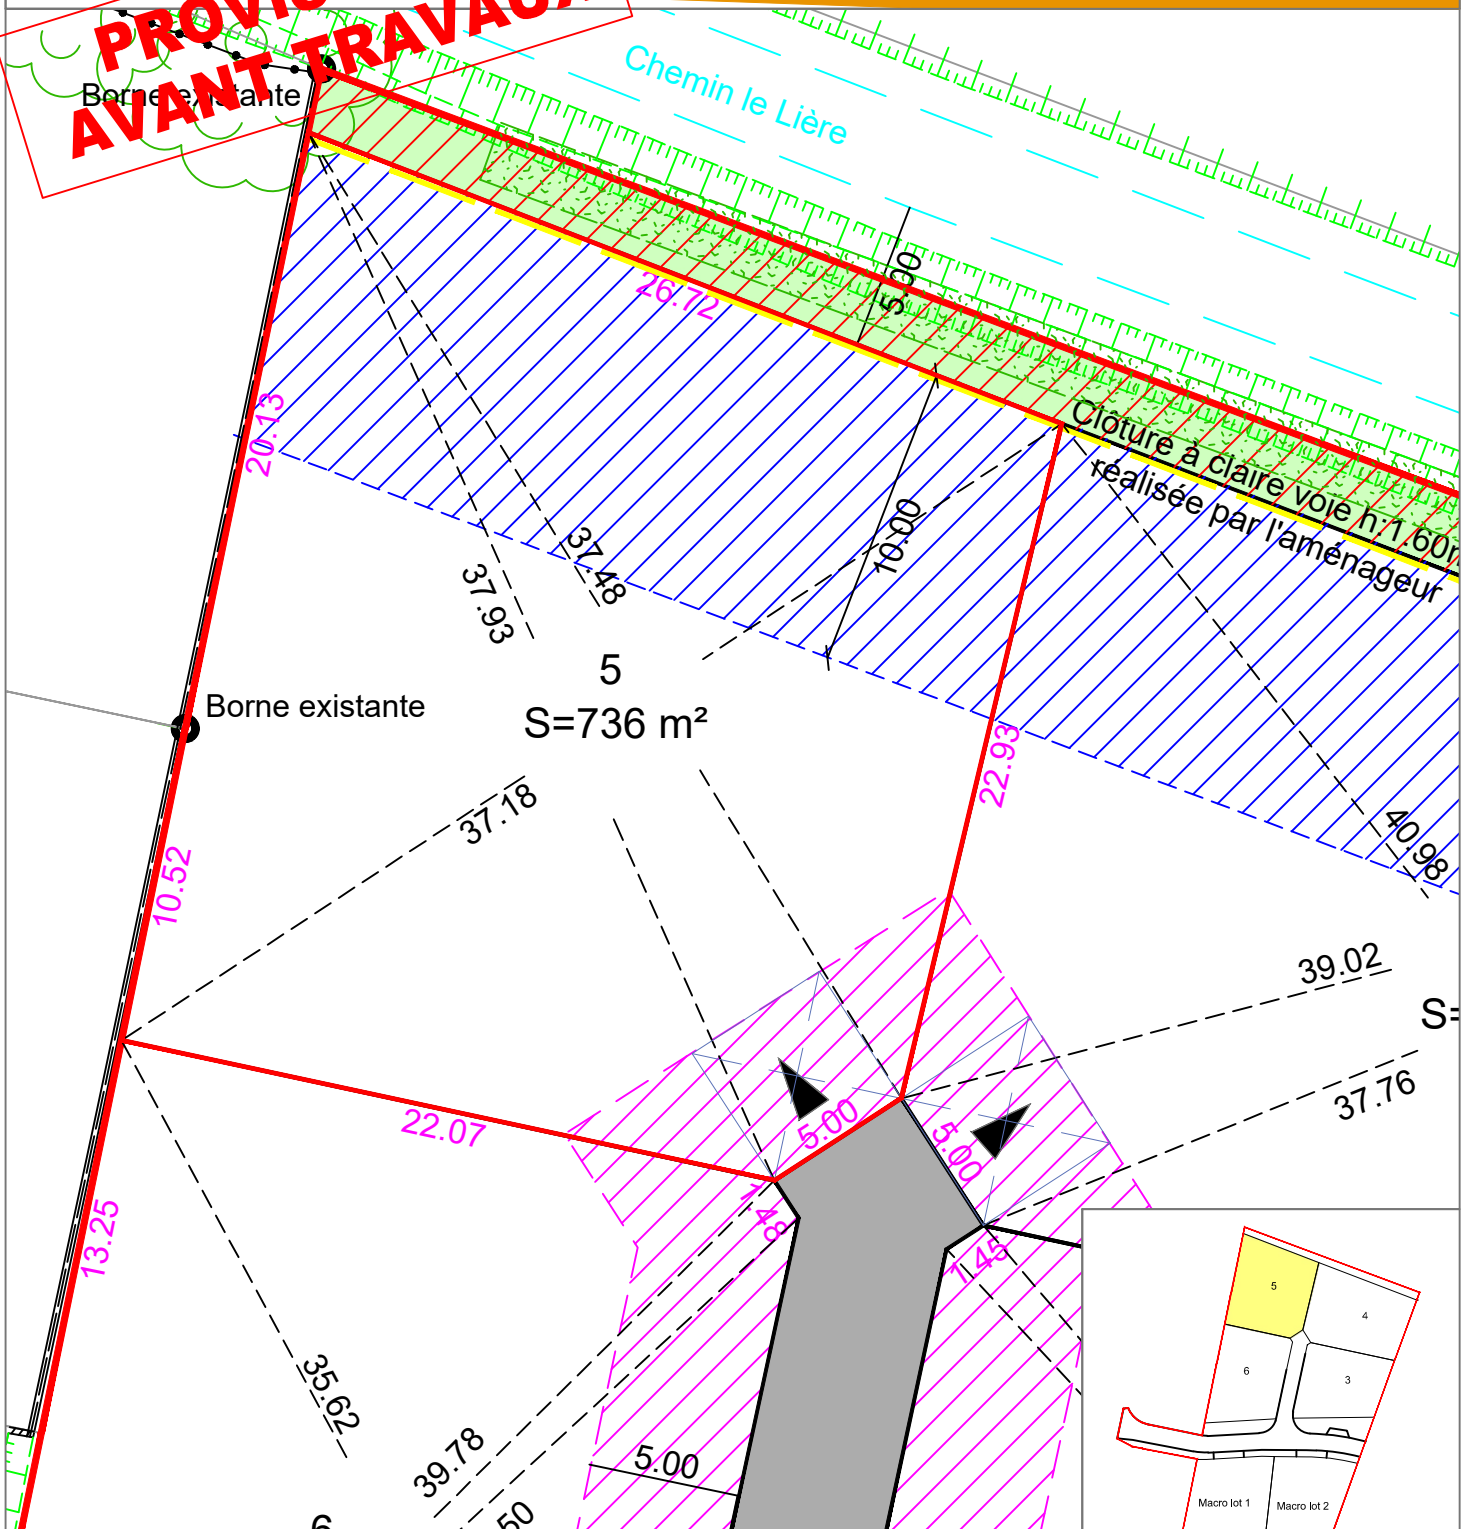 PROVIS
AVANT TRAVAUX
Borne existante
Chemin le Lière
5.00
26.72
20.13
Clôture à claire voie h:1.60m
réalisée par l'aménageur
10.00
37.48
37.93
5
S=736 m²
Borne existante
22.93
37.18
40.98
10.52
39.02
S=
37.76
5.00
5.00
22.07
1.48
13.25
1.45
35.62
39.78
5.00
50
6
5
4
6
3
Macro lot 1
Macro lot 2